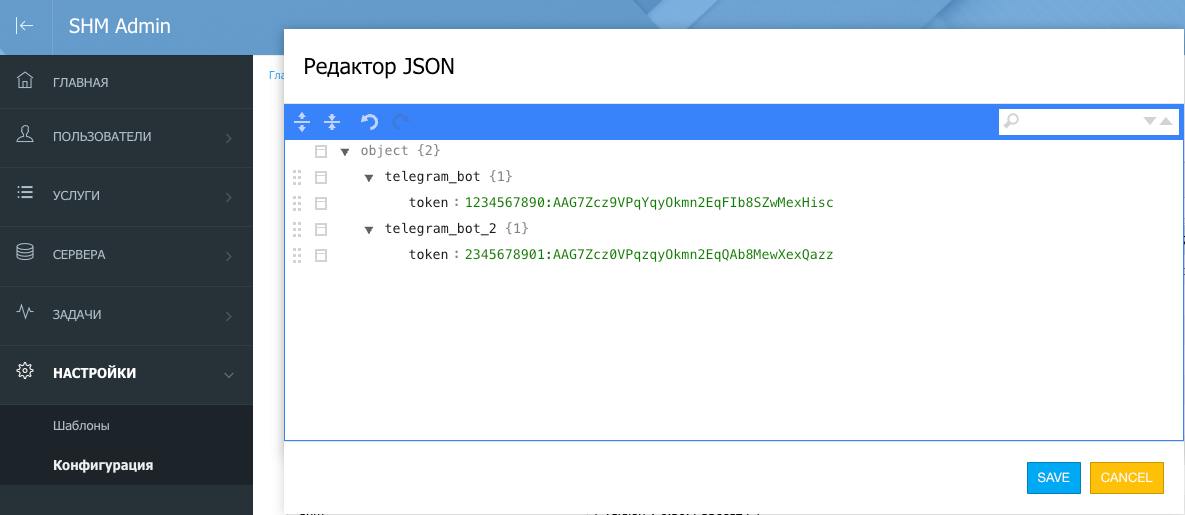 SHM Admin
Гла
Редактор JSON
ГЛАВНАЯ
ПОЛЬЗОВАТЕЛИ
УСЛУГИ
СЕРВЕРА
ЗАДАЧИ
НАСТРОЙКИ
Шаблоны
Конфигурация
object {2}
telegram_bot {1}
token : 1234567890:AAG7Zcz9VPqYqyOkmn2EqFIb8SZwMexHisc
telegram_bot_2 {1}
token : 2345678901:AAG7Zcz0VPqzqyOkmn2EqQAb8MewXexQazz
SAVE
CANCEL